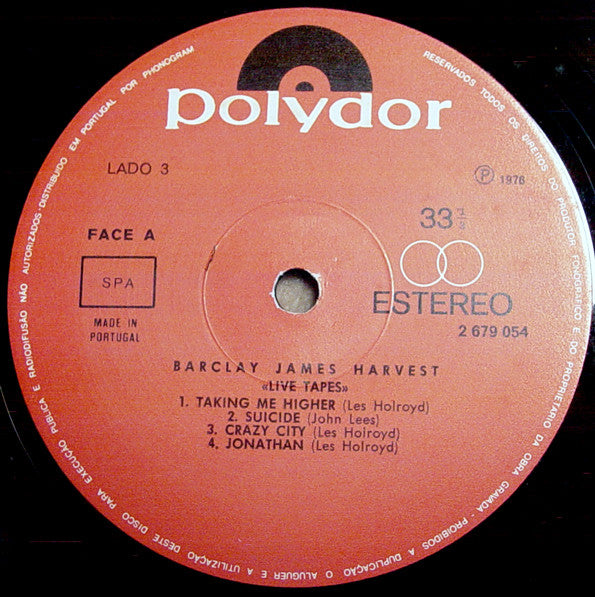 polydor
LADO 3
Ⓟ 1978
FACE A
33 1/3
SPA
ESTEREO
MADE IN
PORTUGAL
2 679 054
BARCLAY JAMES HARVEST
«LIVE TAPES»
1. TAKING ME HIGHER (Les Holroyd)
2. SUICIDE (John Lees)
3. CRAZY CITY (Les Holroyd)
4. JONATHAN (Les Holroyd)
RESERVADOS TODOS OS DIREITOS DO PRODUTOR FONOGRÁFICO E DO PROPRIETÁRIO DA OBRA GRAVADA - PROIBIDOS A DUPLICAÇÃO O ALUGUER E A UTILIZAÇÃO DESTE DISCO PARA EXECUÇÃO PÚBLICA E RADIODIFUSÃO NÃO AUTORIZADOS · DISTRIBUÍDO EM PORTUGAL POR PHONOGRAM